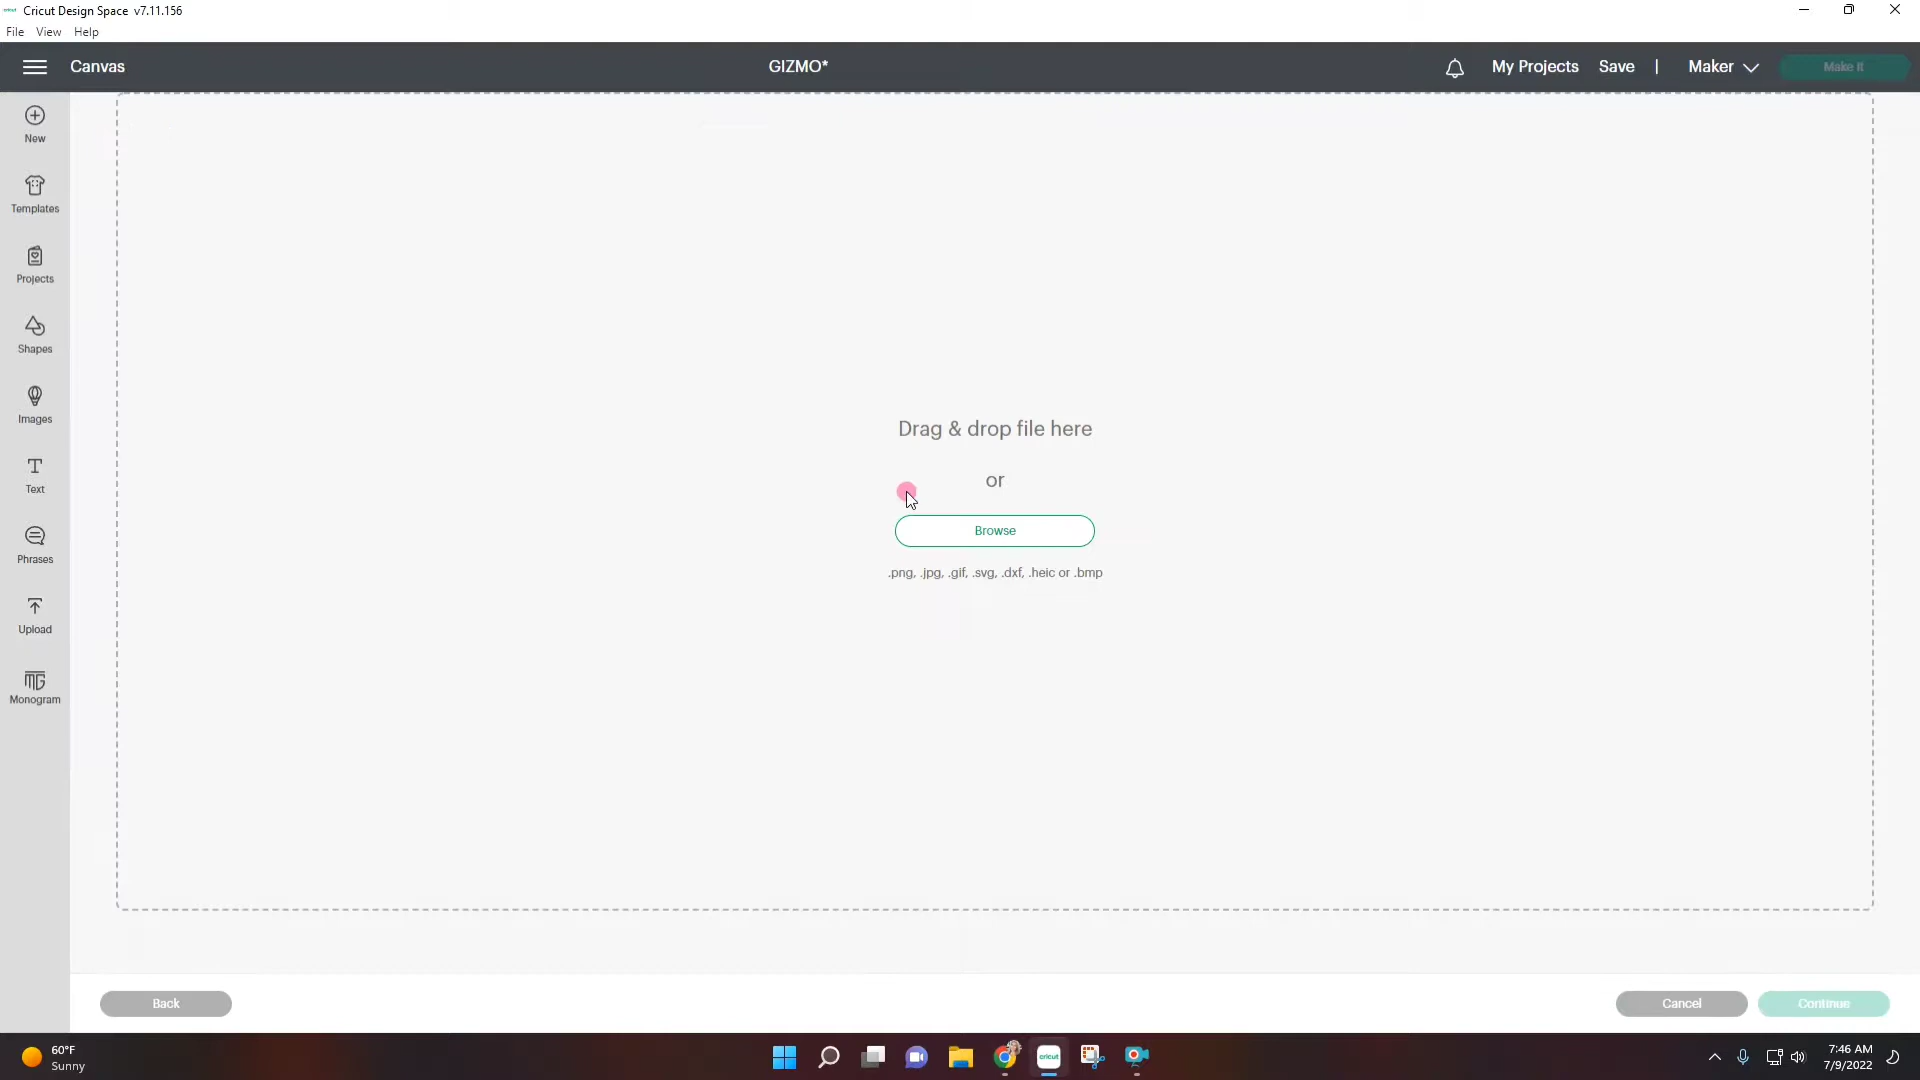 cricut Cricut Design Space v7.11.156
File View Help
Canvas GIZMO* My Projects Save | Maker Make It
New
Templates
Projects
Shapes
Images
Text
Phrases
Upload
Monogram
Drag & drop file here
or
Browse
.png, .jpg, .gif, .svg, .dxf, .heic or .bmp
Back Cancel Continue
60°F
Sunny
cricut
7:46 AM
7/9/2022